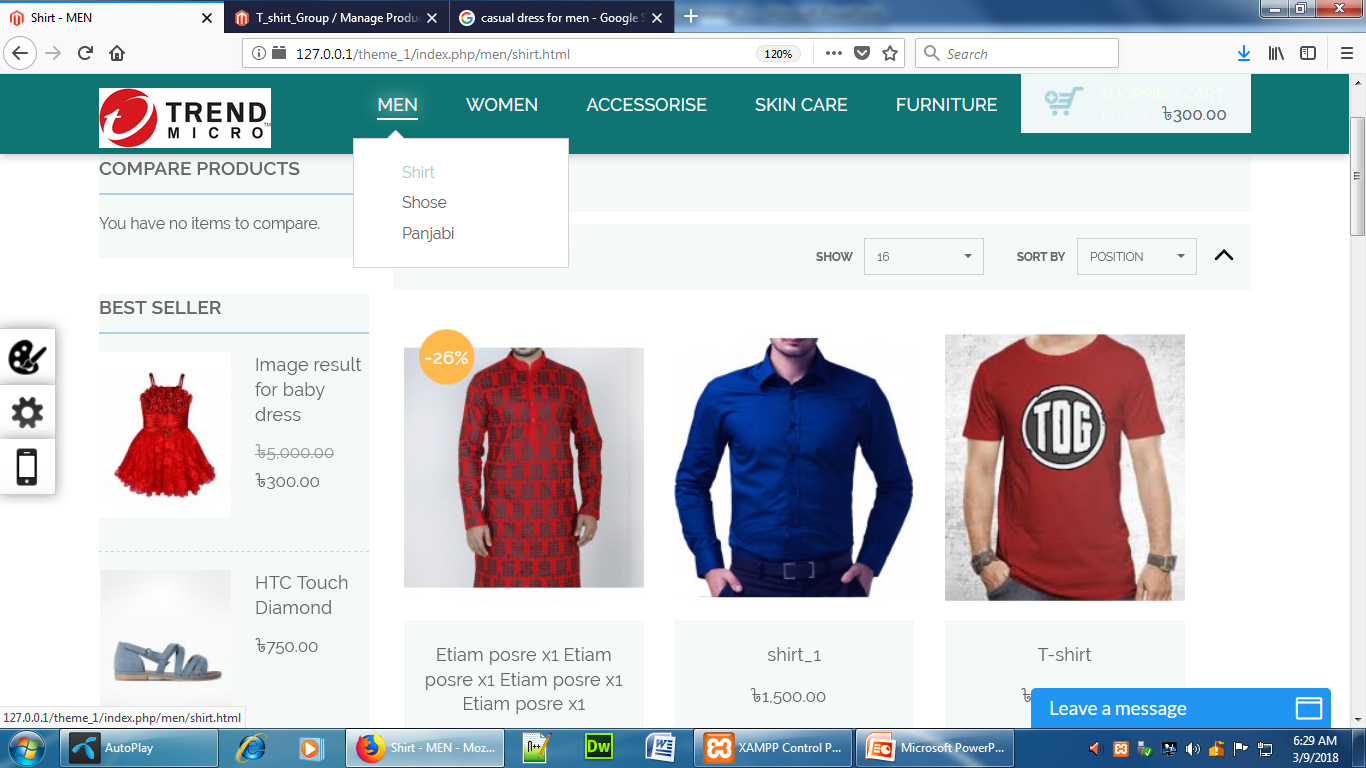 Shirt - MEN
T_shirt_Group / Manage Produ
casual dress for men - Google S
127.0.0.1/theme_1/index.php/men/shirt.html
120%
Search
TREND
MICRO
MEN
WOMEN
ACCESSORISE
SKIN CARE
FURNITURE
SHOPPING CART
1 ITEM
৳300.00
COMPARE PRODUCTS
You have no items to compare.
Shirt
Shose
Panjabi
SHOW
16
SORT BY
POSITION
BEST SELLER
Image result
for baby
dress
৳5,000.00
৳300.00
HTC Touch
Diamond
৳750.00
-26%
TOG
Etiam posre x1 Etiam
posre x1 Etiam posre x1
Etiam posre x1
shirt_1
৳1,500.00
T-shirt
Leave a message
127.0.0.1/theme_1/index.php/men/shirt.html
AutoPlay
Shirt - MEN - Moz...
XAMPP Control P...
Microsoft PowerP...
6:29 AM
3/9/2018